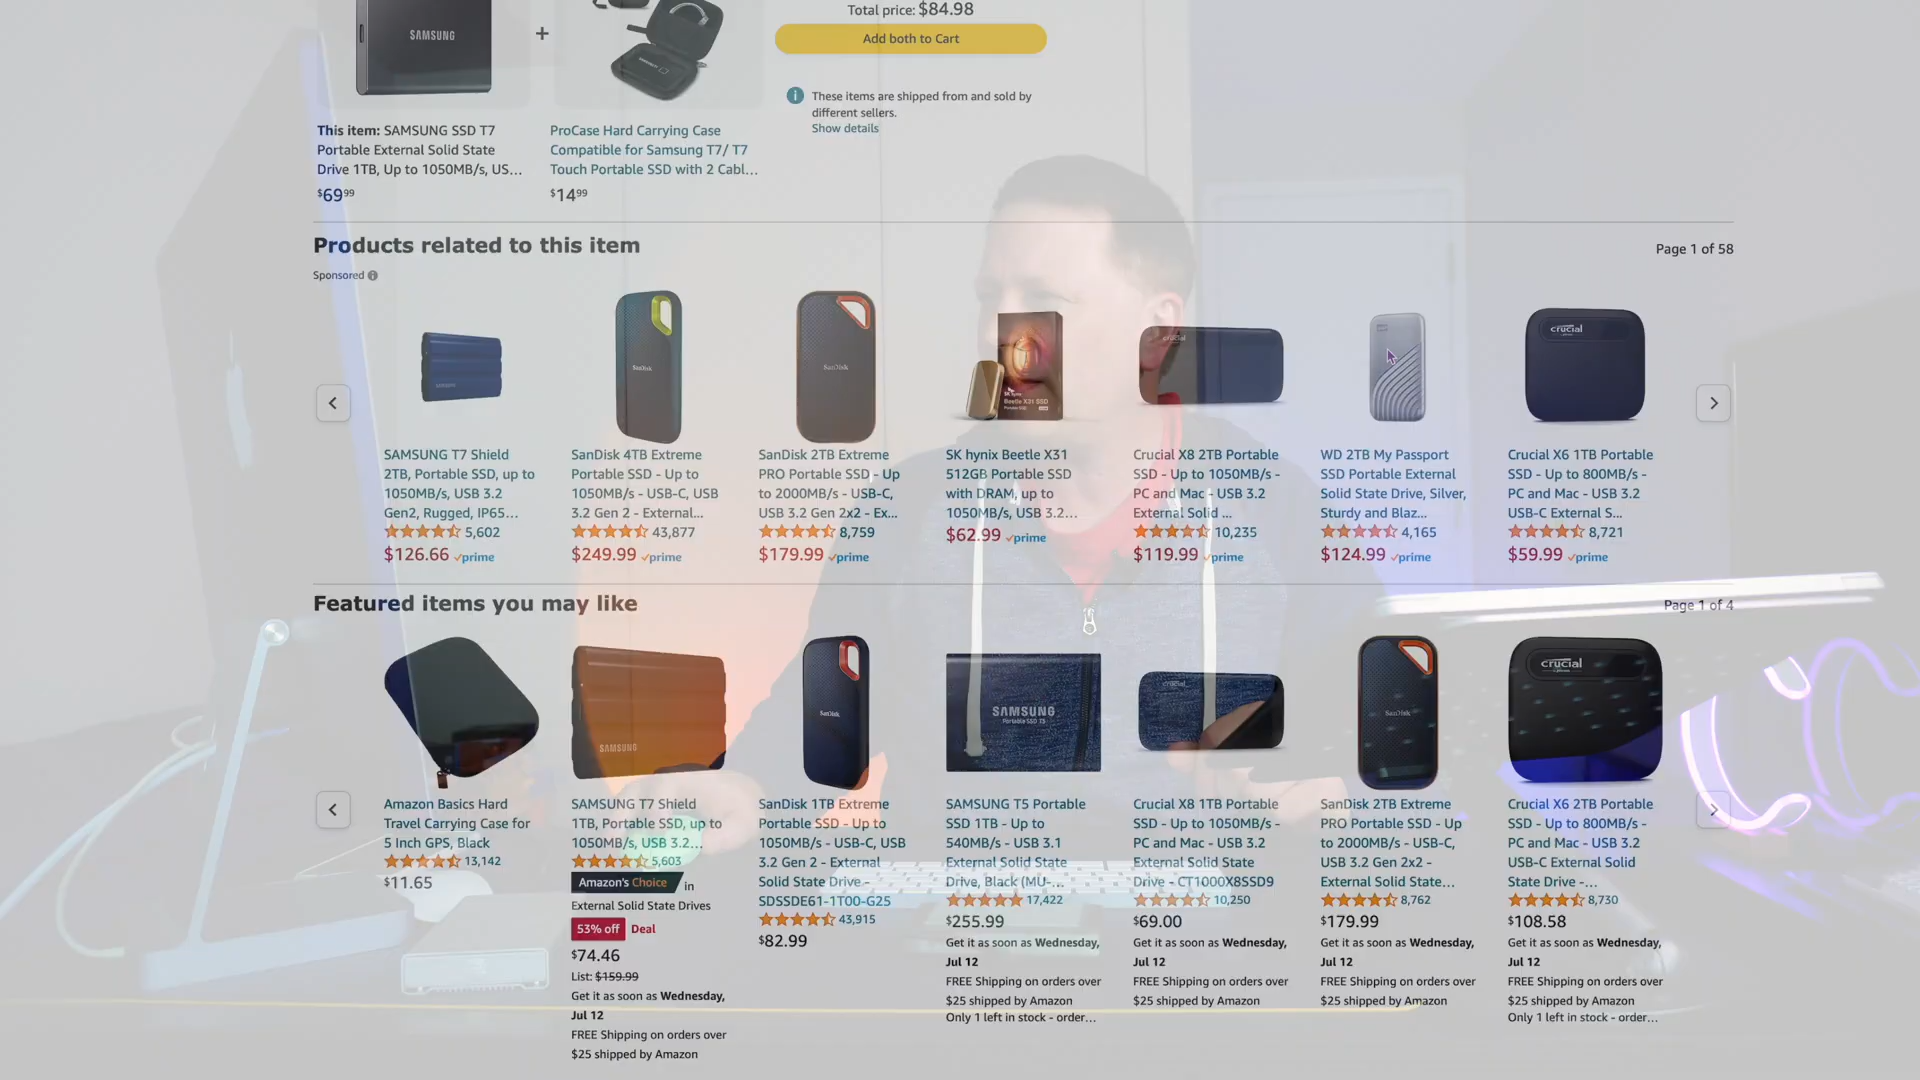 SAMSUNG
+
Total price: $84.98
Add both to Cart
These items are shipped from and sold by
different sellers.
Show details
This item: SAMSUNG SSD T7
Portable External Solid State
Drive 1TB, Up to 1050MB/s, US...
$69.99
ProCase Hard Carrying Case
Compatible for Samsung T7/ T7
Touch Portable SSD with 2 Cabl...
$14.99
Products related to this item
Page 1 of 58
Sponsored
SAMSUNG
SanDisk
SanDisk
SK hynix
Beetle X31 SSD
crucial
crucial
SAMSUNG T7 Shield
2TB, Portable SSD, up to
1050MB/s, USB 3.2
Gen2, Rugged, IP65...
5,602
$126.66 prime
SanDisk 4TB Extreme
Portable SSD - Up to
1050MB/s - USB-C, USB
3.2 Gen 2 - External...
43,877
$249.99 prime
SanDisk 2TB Extreme
PRO Portable SSD - Up
to 2000MB/s - USB-C,
USB 3.2 Gen 2x2 - Ex...
8,759
$179.99 prime
SK hynix Beetle X31
512GB Portable SSD
with DRAM, up to
1050MB/s, USB 3.2...
$62.99 prime
Crucial X8 2TB Portable
SSD - Up to 1050MB/s -
PC and Mac - USB 3.2
External Solid ...
10,235
$119.99 prime
WD 2TB My Passport
SSD Portable External
Solid State Drive, Silver,
Sturdy and Blaz...
4,165
$124.99 prime
Crucial X6 1TB Portable
SSD - Up to 800MB/s -
PC and Mac - USB 3.2
USB-C External S...
8,721
$59.99 prime
Featured items you may like
Page 1 of 4
SAMSUNG
SanDisk
SAMSUNG
Portable SSD T5
crucial
SanDisk
crucial
Amazon Basics Hard
Travel Carrying Case for
5 Inch GPS, Black
13,142
$11.65
SAMSUNG T7 Shield
1TB, Portable SSD, up to
1050MB/s, USB 3.2...
5,603
Amazon's Choice in
External Solid State Drives
53% off Deal
$74.46
List: $159.99
Get it as soon as Wednesday,
Jul 12
FREE Shipping on orders over
$25 shipped by Amazon
SanDisk 1TB Extreme
Portable SSD - Up to
1050MB/s - USB-C, USB
3.2 Gen 2 - External
Solid State Drive -
SDSSDE61-1T00-G25
43,915
$82.99
SAMSUNG T5 Portable
SSD 1TB - Up to
540MB/s - USB 3.1
External Solid State
Drive, Black (MU-...
17,422
$255.99
Get it as soon as Wednesday,
Jul 12
FREE Shipping on orders over
$25 shipped by Amazon
Only 1 left in stock - order...
Crucial X8 1TB Portable
SSD - Up to 1050MB/s -
PC and Mac - USB 3.2
External Solid State
Drive - CT1000X8SSD9
10,250
$69.00
Get it as soon as Wednesday,
Jul 12
FREE Shipping on orders over
$25 shipped by Amazon
SanDisk 2TB Extreme
PRO Portable SSD - Up
to 2000MB/s - USB-C,
USB 3.2 Gen 2x2 -
External Solid State...
8,762
$179.99
Get it as soon as Wednesday,
Jul 12
FREE Shipping on orders over
$25 shipped by Amazon
Crucial X6 2TB Portable
SSD - Up to 800MB/s -
PC and Mac - USB 3.2
USB-C External Solid
State Drive -...
8,730
$108.58
Get it as soon as Wednesday,
Jul 12
FREE Shipping on orders over
$25 shipped by Amazon
Only 1 left in stock - order...